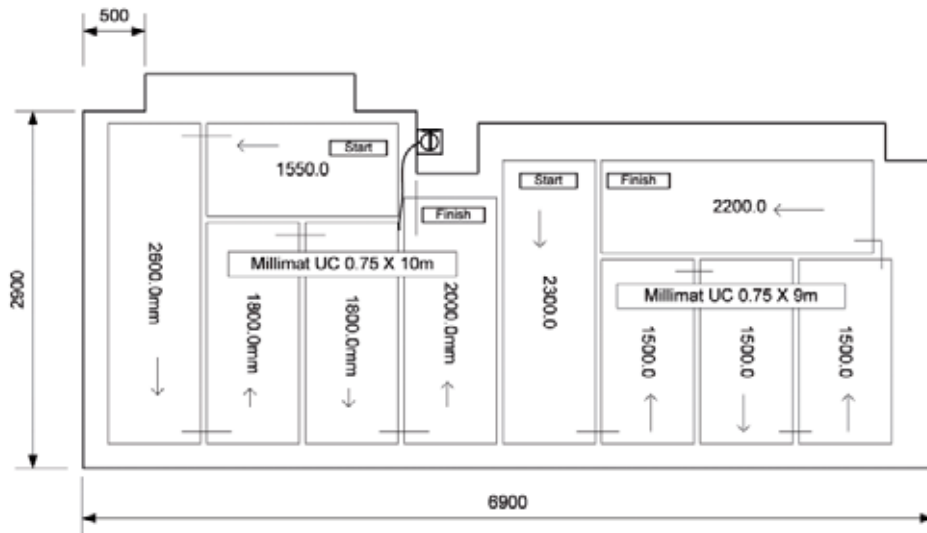 500
Start
1550.0
Start
Finish
2200.0
Finish
Millimat UC 0.75 X 10m
Millimat UC 0.75 X 9m
2600.0mm
1800.0mm
1800.0mm
2000.0mm
2300.0
1500.0
1500.0
1500.0
2900
6900